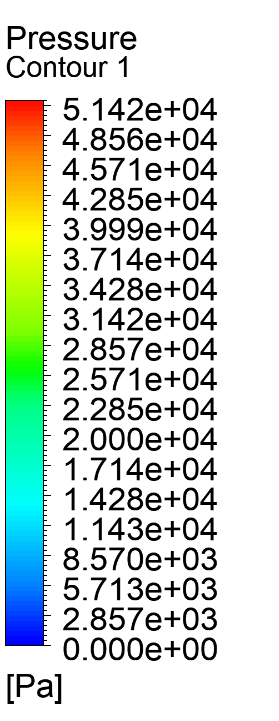 Pressure
Contour 1
5.142e+04
4.856e+04
4.571e+04
4.285e+04
3.999e+04
3.714e+04
3.428e+04
3.142e+04
2.857e+04
2.571e+04
2.285e+04
2.000e+04
1.714e+04
1.428e+04
1.143e+04
8.570e+03
5.713e+03
2.857e+03
0.000e+00
[Pa]